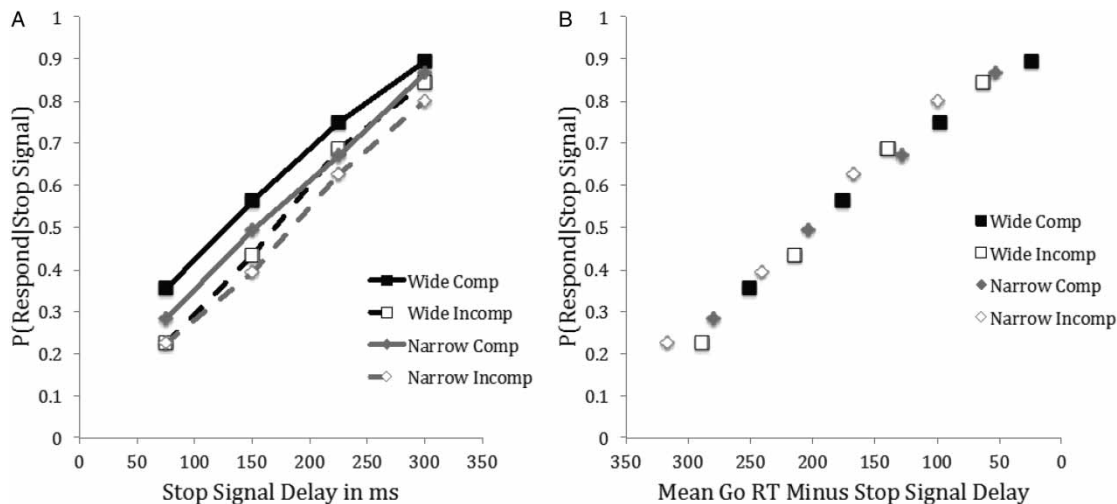 A
P(Respond|Stop Signal)
1
0.9
0.8
0.7
0.6
0.5
0.4
0.3
0.2
0.1
0
0 50 100 150 200 250 300 350
Stop Signal Delay in ms
Wide Comp
Wide Incomp
Narrow Comp
Narrow Incomp
B
P(Respond|Stop Signal)
1
0.9
0.8
0.7
0.6
0.5
0.4
0.3
0.2
0.1
0
350 300 250 200 150 100 50 0
Mean Go RT Minus Stop Signal Delay
Wide Comp
Wide Incomp
Narrow Comp
Narrow Incomp